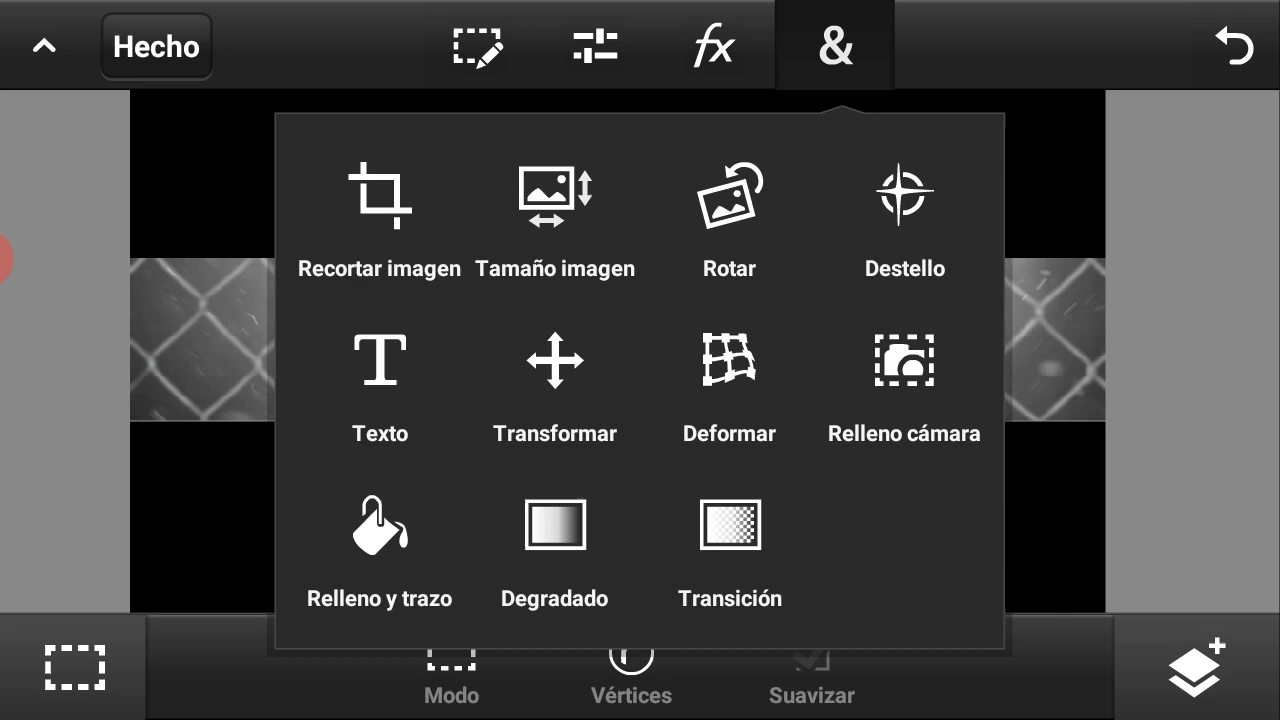 Hecho
fx
&
Recortar imagen
Tamaño imagen
Rotar
Destello
T
Texto
Transformar
Deformar
Relleno cámara
Relleno y trazo
Degradado
Transición
Modo
Vértices
Suavizar